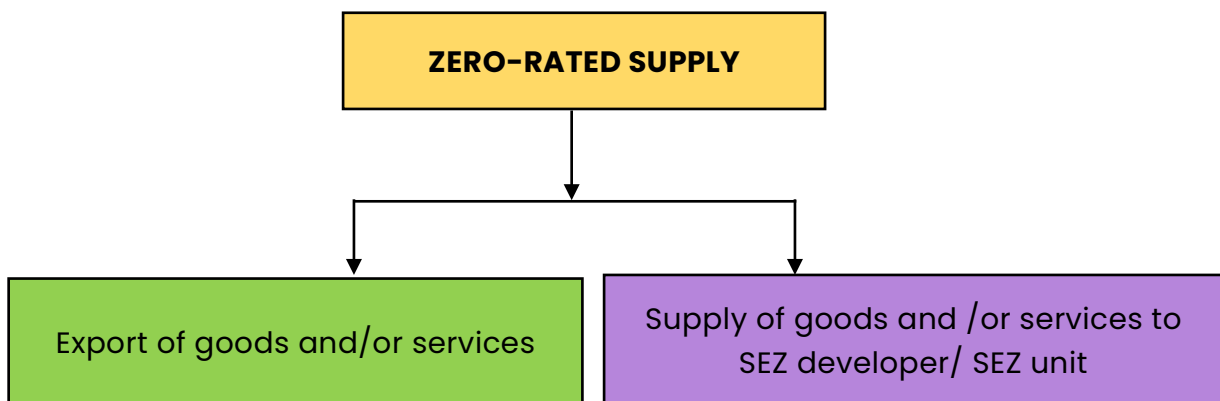 ZERO-RATED SUPPLY
Export of goods and/or services
Supply of goods and /or services to
SEZ developer/ SEZ unit